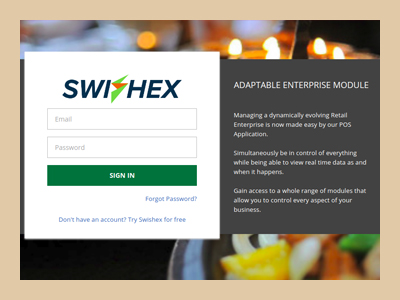 SWISHEX
Email
Password
SIGN IN
Forgot Password?
Don't have an account? Try Swishex for free
ADAPTABLE ENTERPRISE MODULE
Managing a dynamically evolving Retail
Enterprise is now made easy by our POS
Application.
Simultaneously be in control of everything
while being able to view real time data as and
when it happens.
Gain access to a whole range of modules that
allow you to control every aspect of your
business.